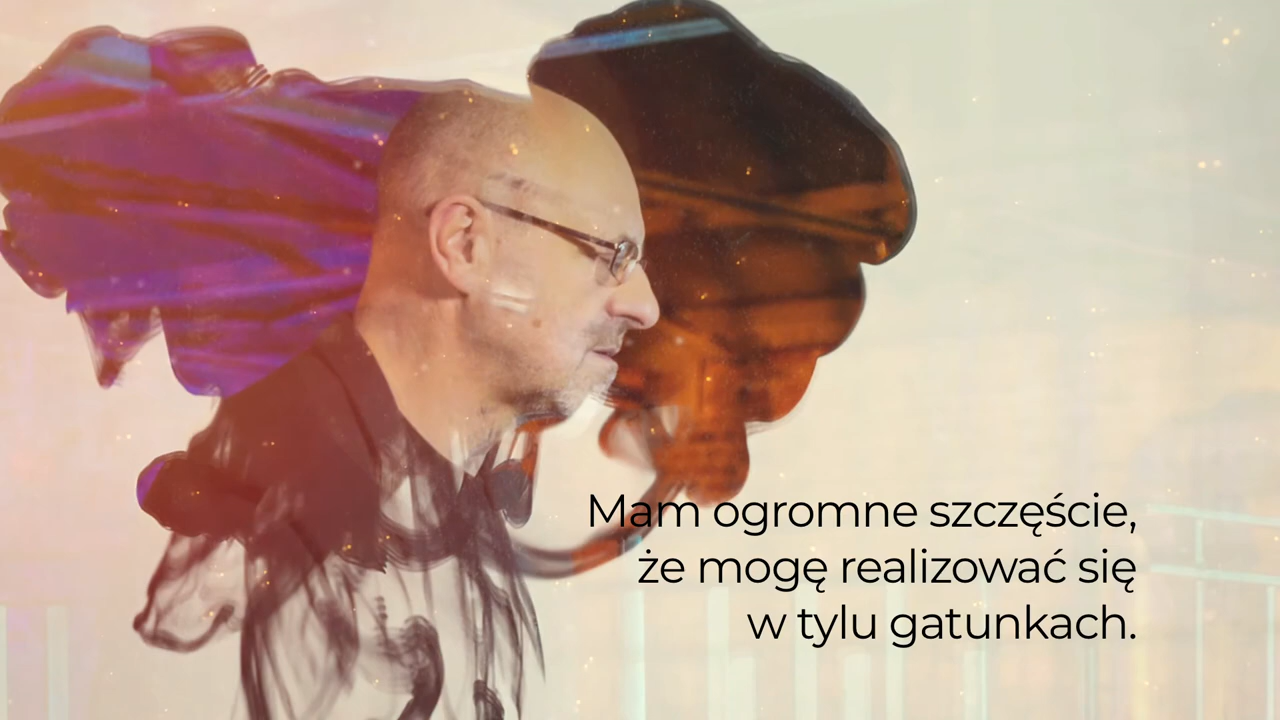 Mam ogromne szczęście,
że mogę realizować się
w tylu gatunkach.